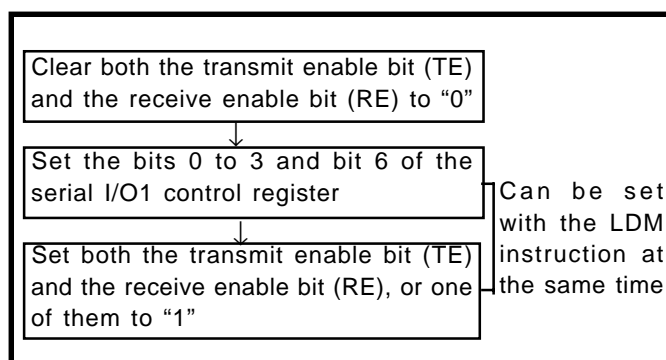 Clear both the transmit enable bit (TE)
and the receive enable bit (RE) to “0”
Set the bits 0 to 3 and bit 6 of the
serial I/O1 control register
Set both the transmit enable bit (TE)
and the receive enable bit (RE), or one
of them to “1”
Can be set
with the LDM
instruction at
the same time